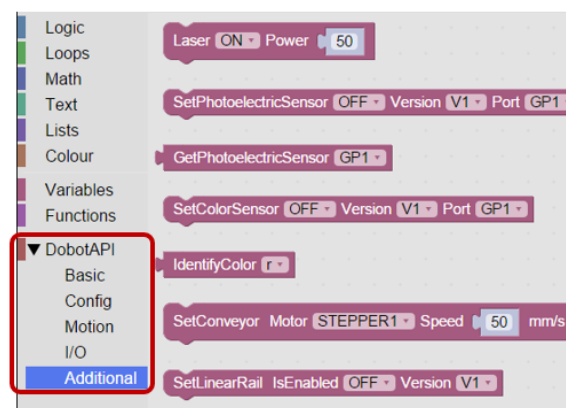 Logic
Loops
Math
Text
Lists
Colour
Variables
Functions
DobotAPI
Basic
Config
Motion
I/O
Additional
Laser ON Power 50
SetPhotoelectricSensor OFF Version V1 Port GP1
GetPhotoelectricSensor GP1
SetColorSensor OFF Version V1 Port GP1
IdentifyColor r
SetConveyor Motor STEPPER1 Speed 50 mm/s
SetLinearRail IsEnabled OFF Version V1